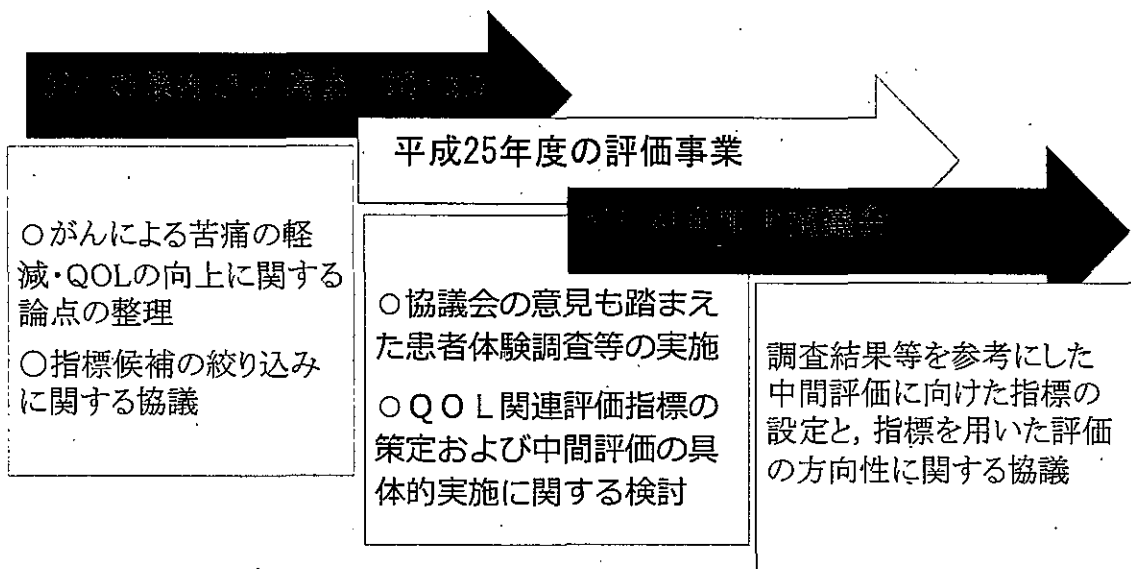 平成25年度の評価事業
○がんによる苦痛の軽
減・QOLの向上に関する
論点の整理
○指標候補の絞り込み
に関する協議
○協議会の意見も踏まえ
た患者体験調査等の実施
○QOL関連評価指標の
策定および中間評価の具
体的実施に関する検討
調査結果等を参考にした
中間評価に向けた指標の
設定と，指標を用いた評価
の方向性に関する協議